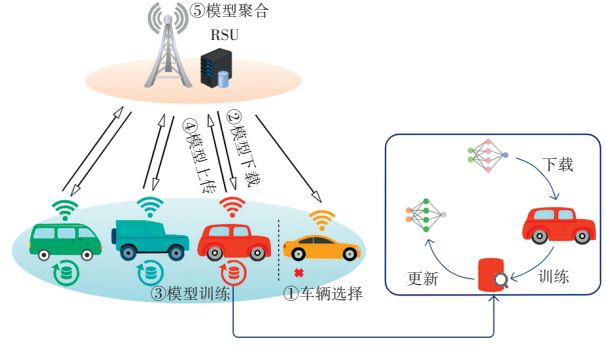 ⑤模型聚合
RSU
②模型下载
④模型上传
③模型训练
①车辆选择
下载
训练
更新